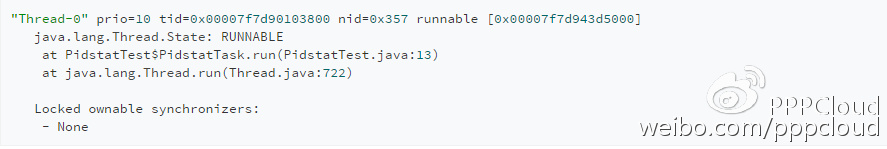 "Thread-0" prio=10 tid=0x00007f7d90103800 nid=0x357 runnable [0x00007f7d943d5000]
java.lang.Thread.State: RUNNABLE
at PidstatTest$PidstatTask.run(PidstatTest.java:13)
at java.lang.Thread.run(Thread.java:722)
Locked ownable synchronizers:
- None
PPPCloud
weibo.com/pppcloud